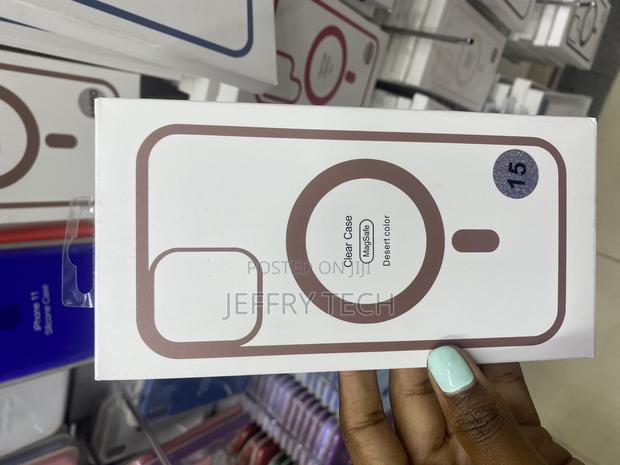 Clear Case
MagSafe
Desert color
15
iPhone 11
Silicone Case
POSTED ON JIJI
JEFFRY TECH